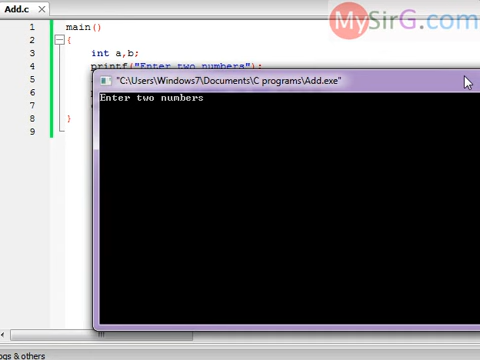 Add.c
MySirG.com
1 main()
2 {
3 int a,b;
4 printf("Enter two numbers");
5
6
7
8 }
9
"C:\Users\Windows7\Documents\C programs\Add.exe"
Enter two numbers
ogs & others